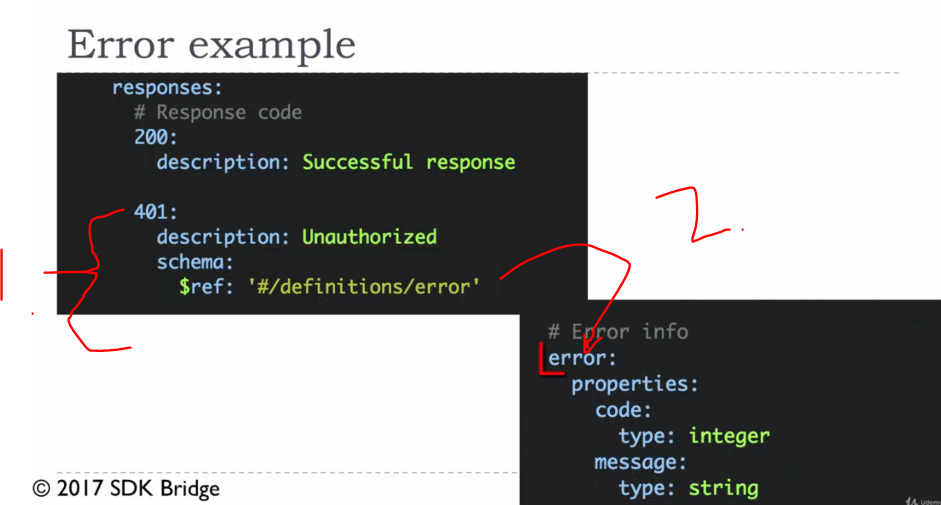 Error example
responses:
# Response code
200:
description: Successful response
401:
description: Unauthorized
schema:
$ref: '#/definitions/error'
1.
2.
# Error info
error:
properties:
code:
type: integer
message:
type: string
© 2017 SDK Bridge
Udemy